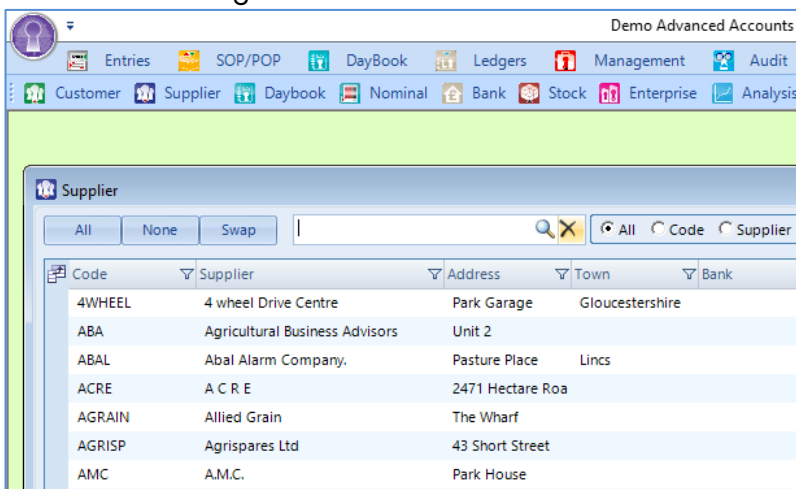 Demo Advanced Accounts
Entries SOP/POP DayBook Ledgers Management Audit
Customer Supplier Daybook Nominal Bank Stock Enterprise Analysis
Supplier
All None Swap All Code Supplier
Code Supplier Address Town Bank
4WHEEL 4 wheel Drive Centre Park Garage Gloucestershire
ABA Agricultural Business Advisors Unit 2
ABAL Abal Alarm Company. Pasture Place Lincs
ACRE A C R E 2471 Hectare Roa
AGRAIN Allied Grain The Wharf
AGRISP Agrispares Ltd 43 Short Street
AMC A.M.C. Park House